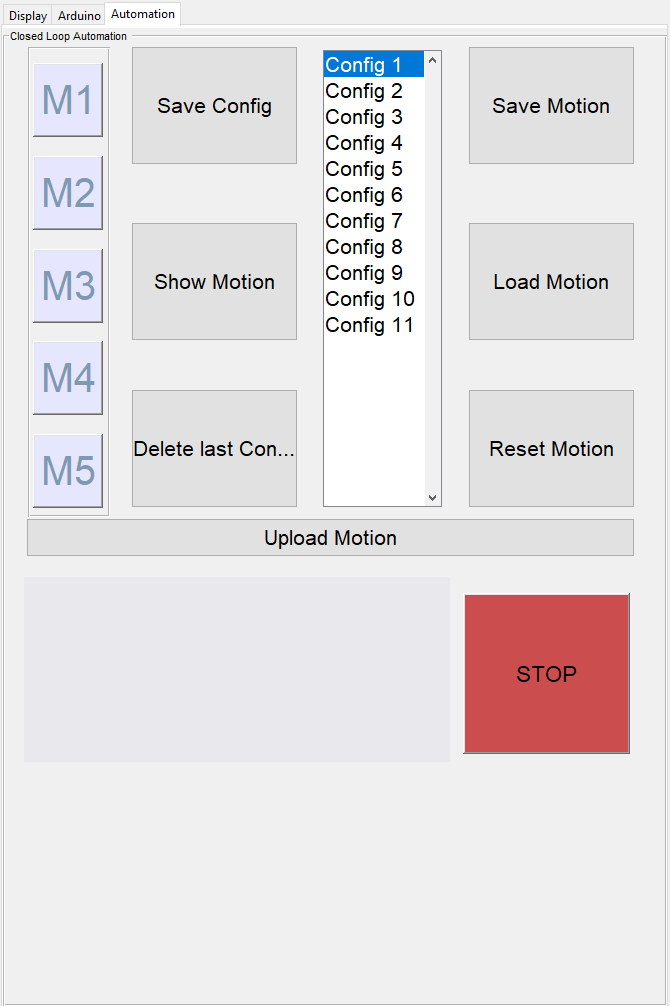 Display Arduino Automation
Closed Loop Automation
M1
M2
M3
M4
M5
Save Config
Show Motion
Delete last Con...
Config 1
Config 2
Config 3
Config 4
Config 5
Config 6
Config 7
Config 8
Config 9
Config 10
Config 11
Save Motion
Load Motion
Reset Motion
Upload Motion
STOP